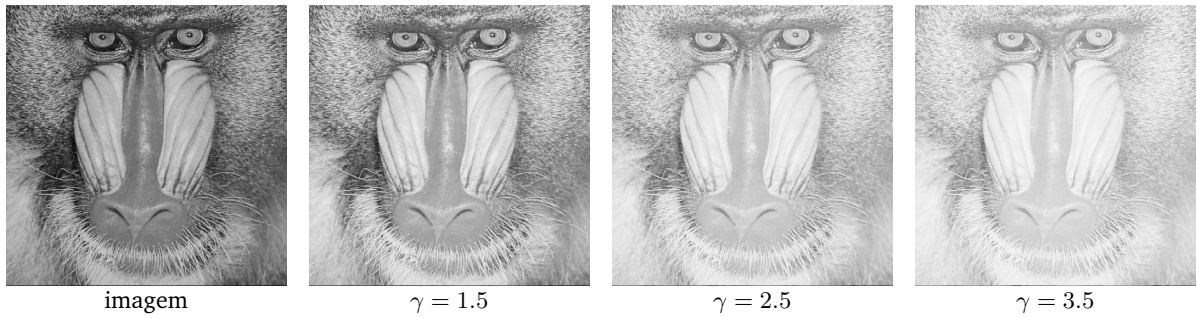 imagem
γ = 1.5
γ = 2.5
γ = 3.5